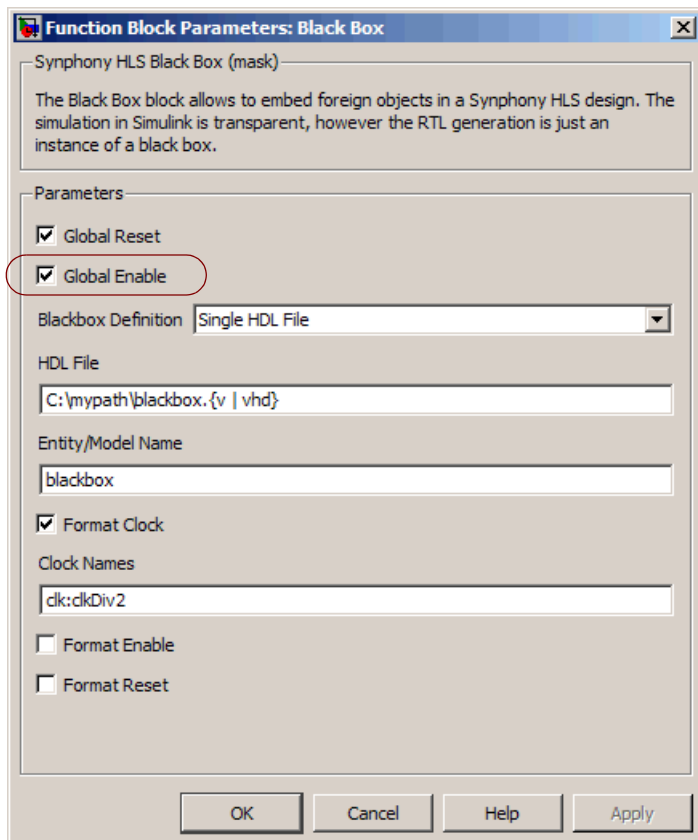 Function Block Parameters: Black Box
Synphony HLS Black Box (mask)
The Black Box block allows to embed foreign objects in a Synphony HLS design. The
simulation in Simulink is transparent, however the RTL generation is just an
instance of a black box.
Parameters
Global Reset
Global Enable
Blackbox Definition Single HDL File
HDL File
C:\mypath\blackbox.{v | vhd}
Entity/Model Name
blackbox
Format Clock
Clock Names
clk:clkDiv2
Format Enable
Format Reset
OK Cancel Help Apply